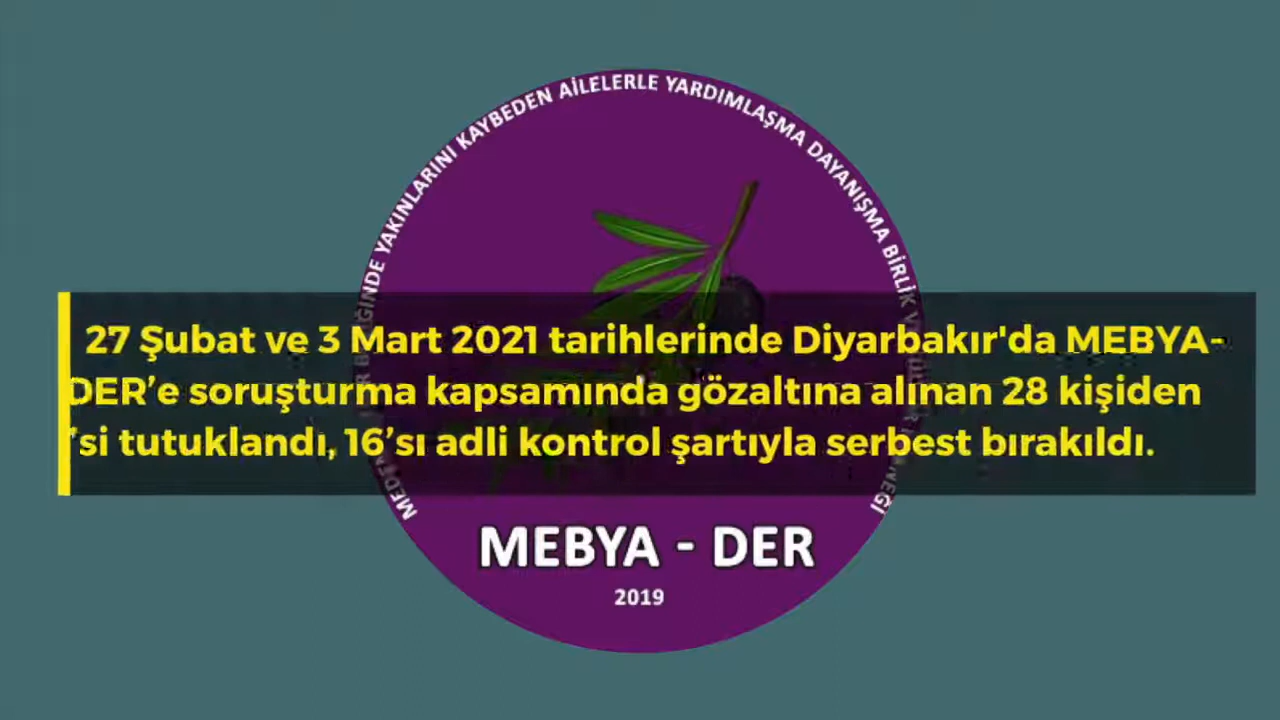 YAKINLARINI KAYBEDEN AİLELERLE YARDIMLAŞMA DAYANIŞMA BİRLİK
27 Şubat ve 3 Mart 2021 tarihlerinde Diyarbakır'da MEBYA-
DER’e soruşturma kapsamında gözaltına alınan 28 kişiden
’si tutuklandı, 16’sı adli kontrol şartıyla serbest bırakıldı.
MEBYA - DER
2019